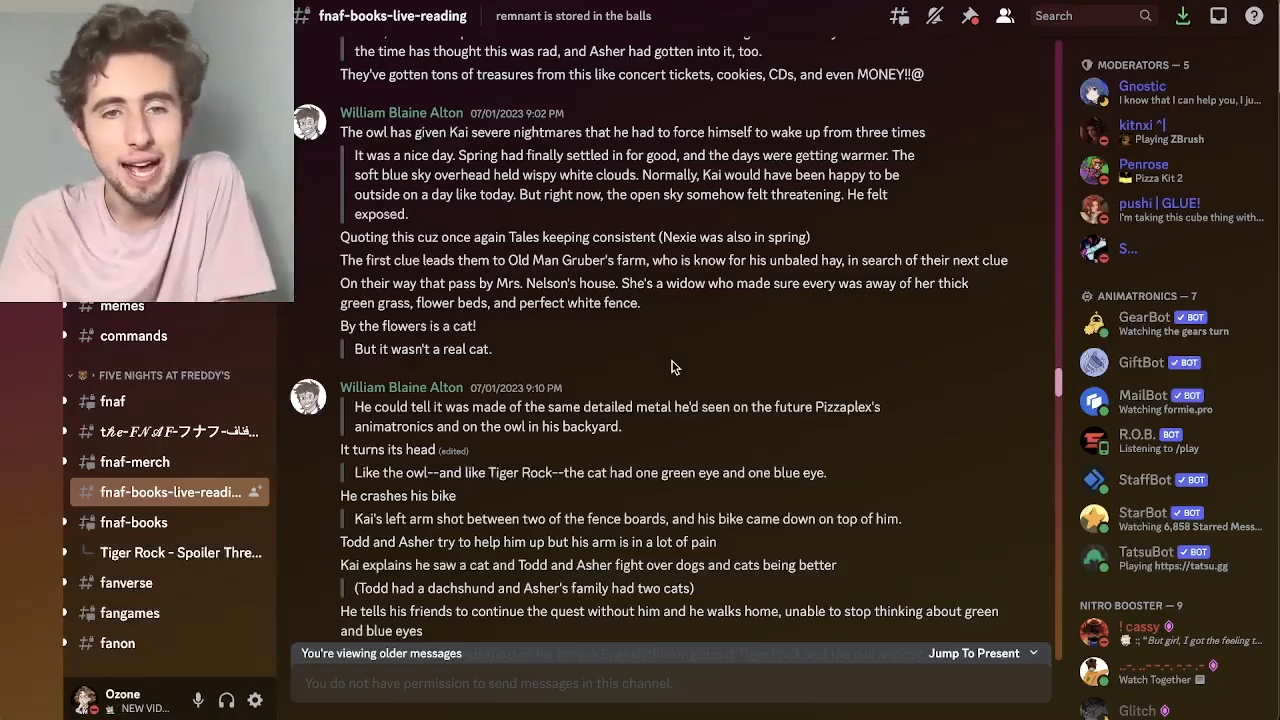 fnaf-books-live-reading
remnant is stored in the balls
Search
the time has thought this was rad, and Asher had gotten into it, too.
They've gotten tons of treasures from this like concert tickets, cookies, CDs, and even MONEY!!@
William Blaine Alton 07/01/2023 9:02 PM
The owl has given Kai severe nightmares that he had to force himself to wake up from three times
It was a nice day. Spring had finally settled in for good, and the days were getting warmer. The
soft blue sky overhead held wispy white clouds. Normally, Kai would have been happy to be
outside on a day like today. But right now, the open sky somehow felt threatening. He felt
exposed.
Quoting this cuz once again Tales keeping consistent (Nexie was also in spring)
The first clue leads them to Old Man Gruber's farm, who is know for his unbaled hay, in search of their next clue
On their way that pass by Mrs. Nelson's house. She's a widow who made sure every was away of her thick
green grass, flower beds, and perfect white fence.
By the flowers is a cat!
But it wasn't a real cat.
William Blaine Alton 07/01/2023 9:10 PM
He could tell it was made of the same detailed metal he'd seen on the future Pizzaplex's
animatronics and on the owl in his backyard.
It turns its head (edited)
Like the owl--and like Tiger Rock--the cat had one green eye and one blue eye.
He crashes his bike
Kai's left arm shot between two of the fence boards, and his bike came down on top of him.
Todd and Asher try to help him up but his arm is in a lot of pain
Kai explains he saw a cat and Todd and Asher fight over dogs and cats being better
(Todd had a dachshund and Asher's family had two cats)
He tells his friends to continue the quest without him and he walks home, unable to stop thinking about green
and blue eyes
You're viewing older messages
Jump To Present
You do not have permission to send messages in this channel.
memes
commands
FIVE NIGHTS AT FREDDY'S
fnaf
fnaf-merch
fnaf-books-live-readi...
fnaf-books
Tiger Rock - Spoiler Thre...
fanverse
fangames
fanon
Ozone
NEW VID...
MODERATORS — 5
Gnostic
I know that I can help you, I ju...
kitnxi ^|
Playing ZBrush
Penrose
Pizza Kit 2
pushi | GLUE!
I'm taking this cube thing with...
S...
ANIMATRONICS — 7
GearBot BOT
Watching the gears turn
GiftBot BOT
MailBot BOT
Watching formie.pro
R.O.B. BOT
Listening to /play
StaffBot BOT
StarBot BOT
Watching 6,858 Starred Mess...
TatsuBot BOT
Playing https://tatsu.gg
NITRO BOOSTER — 9
! cassy
:; "But girl, I got the feeling t...
Watch Together
Glitch